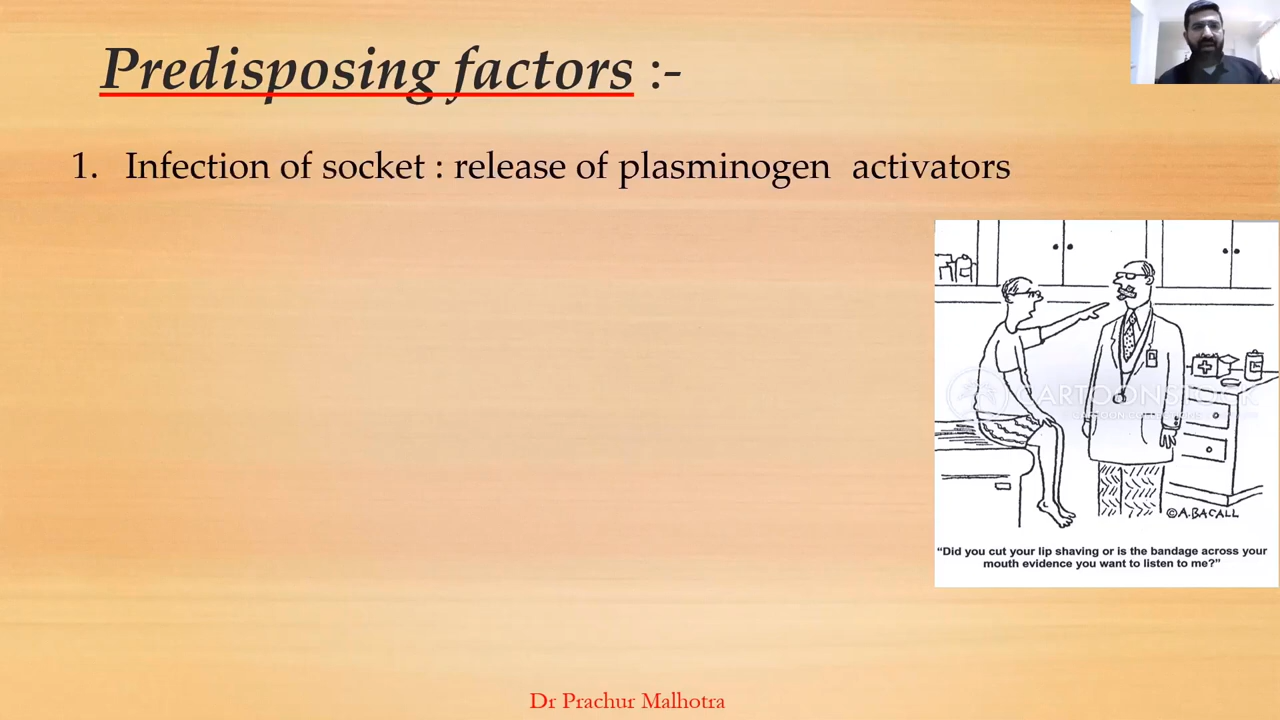 Predisposing factors :-
1. Infection of socket : release of plasminogen activators
CARTOONSTOCK
©A.BACALL
"Did you cut your lip shaving or is the bandage across your
mouth evidence you want to listen to me?"
Dr Prachur Malhotra